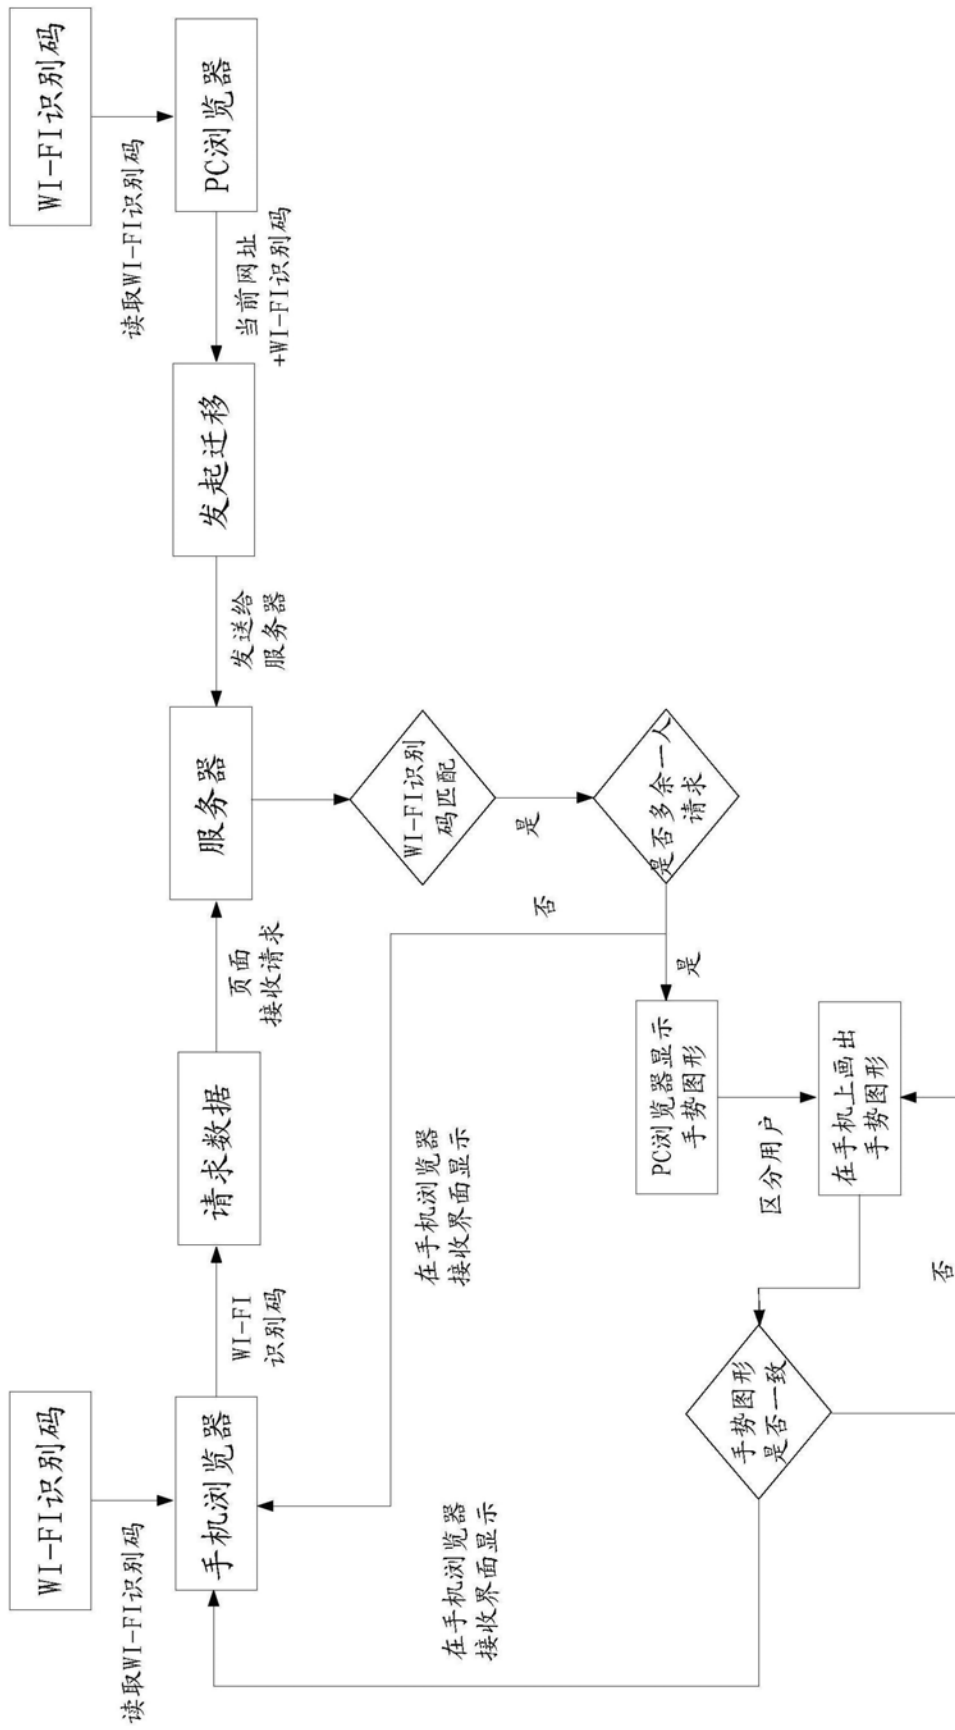 WI-FI识别码
读取WI-FI识别码
手机浏览器
WI-FI
识别码
请求数据
页面
接收请求
服务器
发送给
服务器
发起迁移
当前网址
+WI-FI识别码
PC浏览器
读取WI-FI识别码
WI-FI识别码
WI-FI识别
码匹配
是
是否多余一人
请求
否
是
在手机浏览器
接收界面显示
PC浏览器显示
手势图形
区分用户
在手机上画出
手势图形
手势图形
是否一致
否
在手机浏览器
接收界面显示